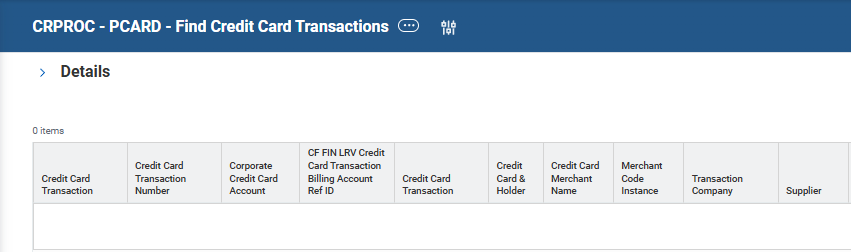 CRPROC - PCARD - Find Credit Card Transactions
Details
0 items
Credit Card
Transaction
Credit Card
Transaction
Number
Corporate
Credit Card
Account
CF FIN LRV Credit
Card Transaction
Billing Account
Ref ID
Credit Card
Transaction
Credit
Card &
Holder
Credit Card
Merchant
Name
Merchant
Code
Instance
Transaction
Company
Supplier